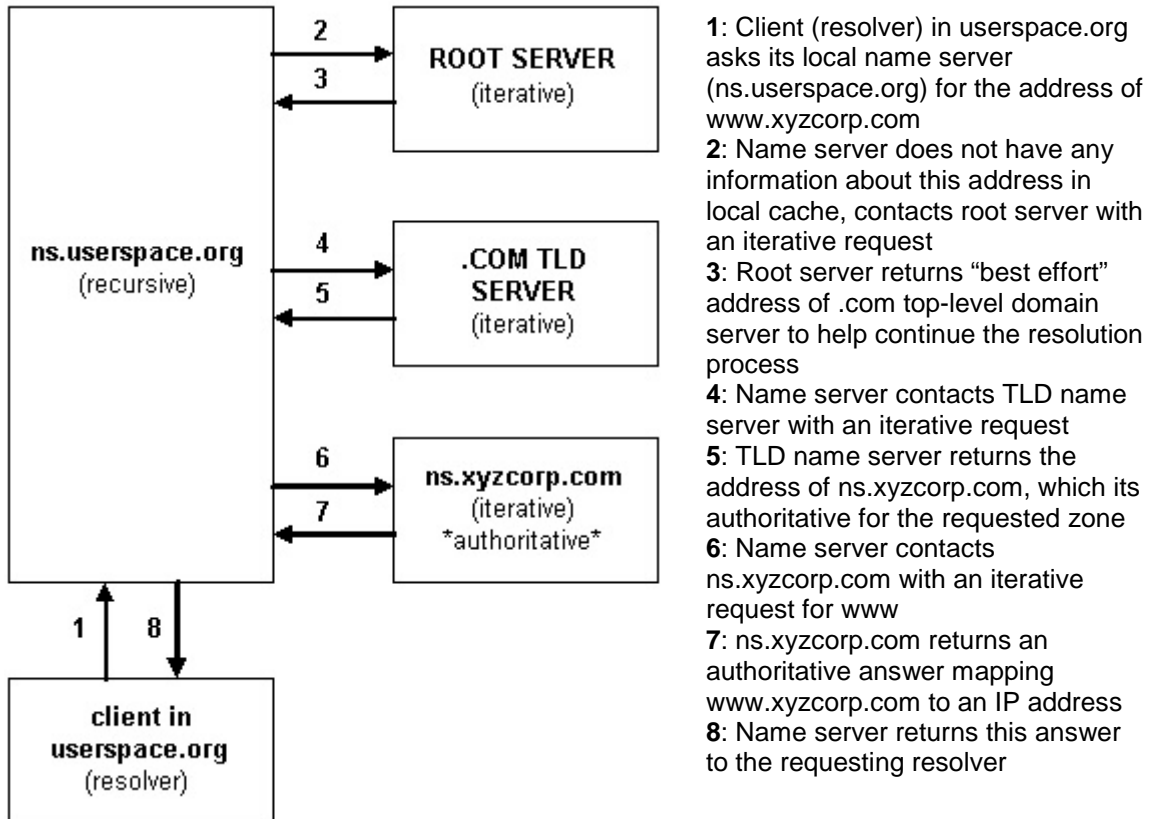 2
ROOT SERVER
(iterative)
3
ns.userspace.org
(recursive)
4
.COM TLD
SERVER
(iterative)
5
6
ns.xyzcorp.com
(iterative)
*authoritative*
7
1
8
client in
userspace.org
(resolver)
1: Client (resolver) in userspace.org
asks its local name server
(ns.userspace.org) for the address of
www.xyzcorp.com
2: Name server does not have any
information about this address in
local cache, contacts root server with
an iterative request
3: Root server returns “best effort”
address of .com top-level domain
server to help continue the resolution
process
4: Name server contacts TLD name
server with an iterative request
5: TLD name server returns the
address of ns.xyzcorp.com, which its
authoritative for the requested zone
6: Name server contacts
ns.xyzcorp.com with an iterative
request for www
7: ns.xyzcorp.com returns an
authoritative answer mapping
www.xyzcorp.com to an IP address
8: Name server returns this answer
to the requesting resolver